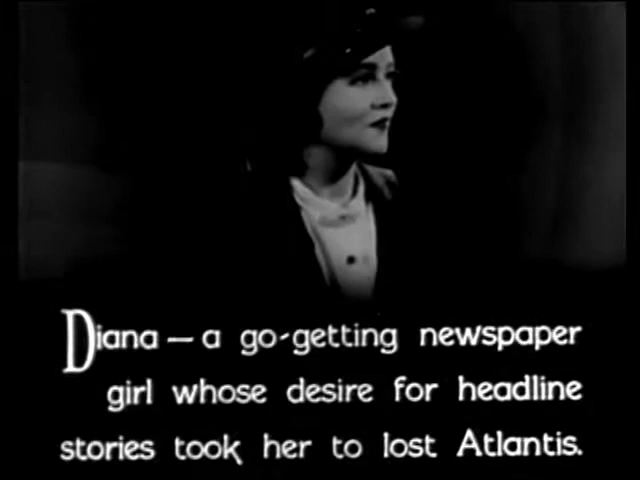 Diana — a go-getting newspaper
girl whose desire for headline
stories took her to lost Atlantis.